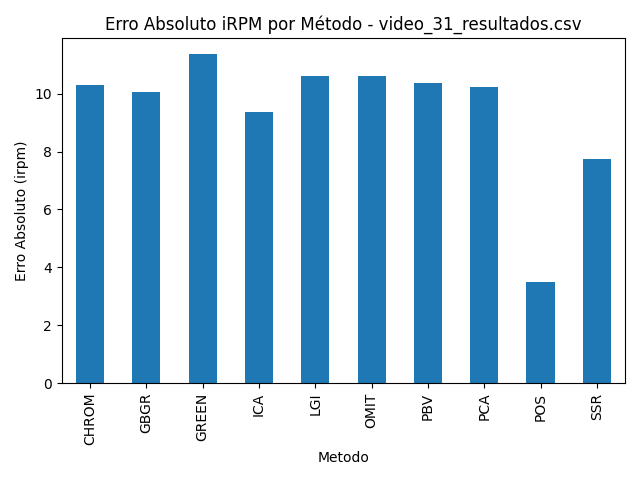 Erro Absoluto iRPM por Método - video_31_resultados.csv
Erro Absoluto (irpm)
10
8
6
4
2
0
CHROM
GBGR
GREEN
ICA
LGI
OMIT
PBV
PCA
POS
SSR
Metodo